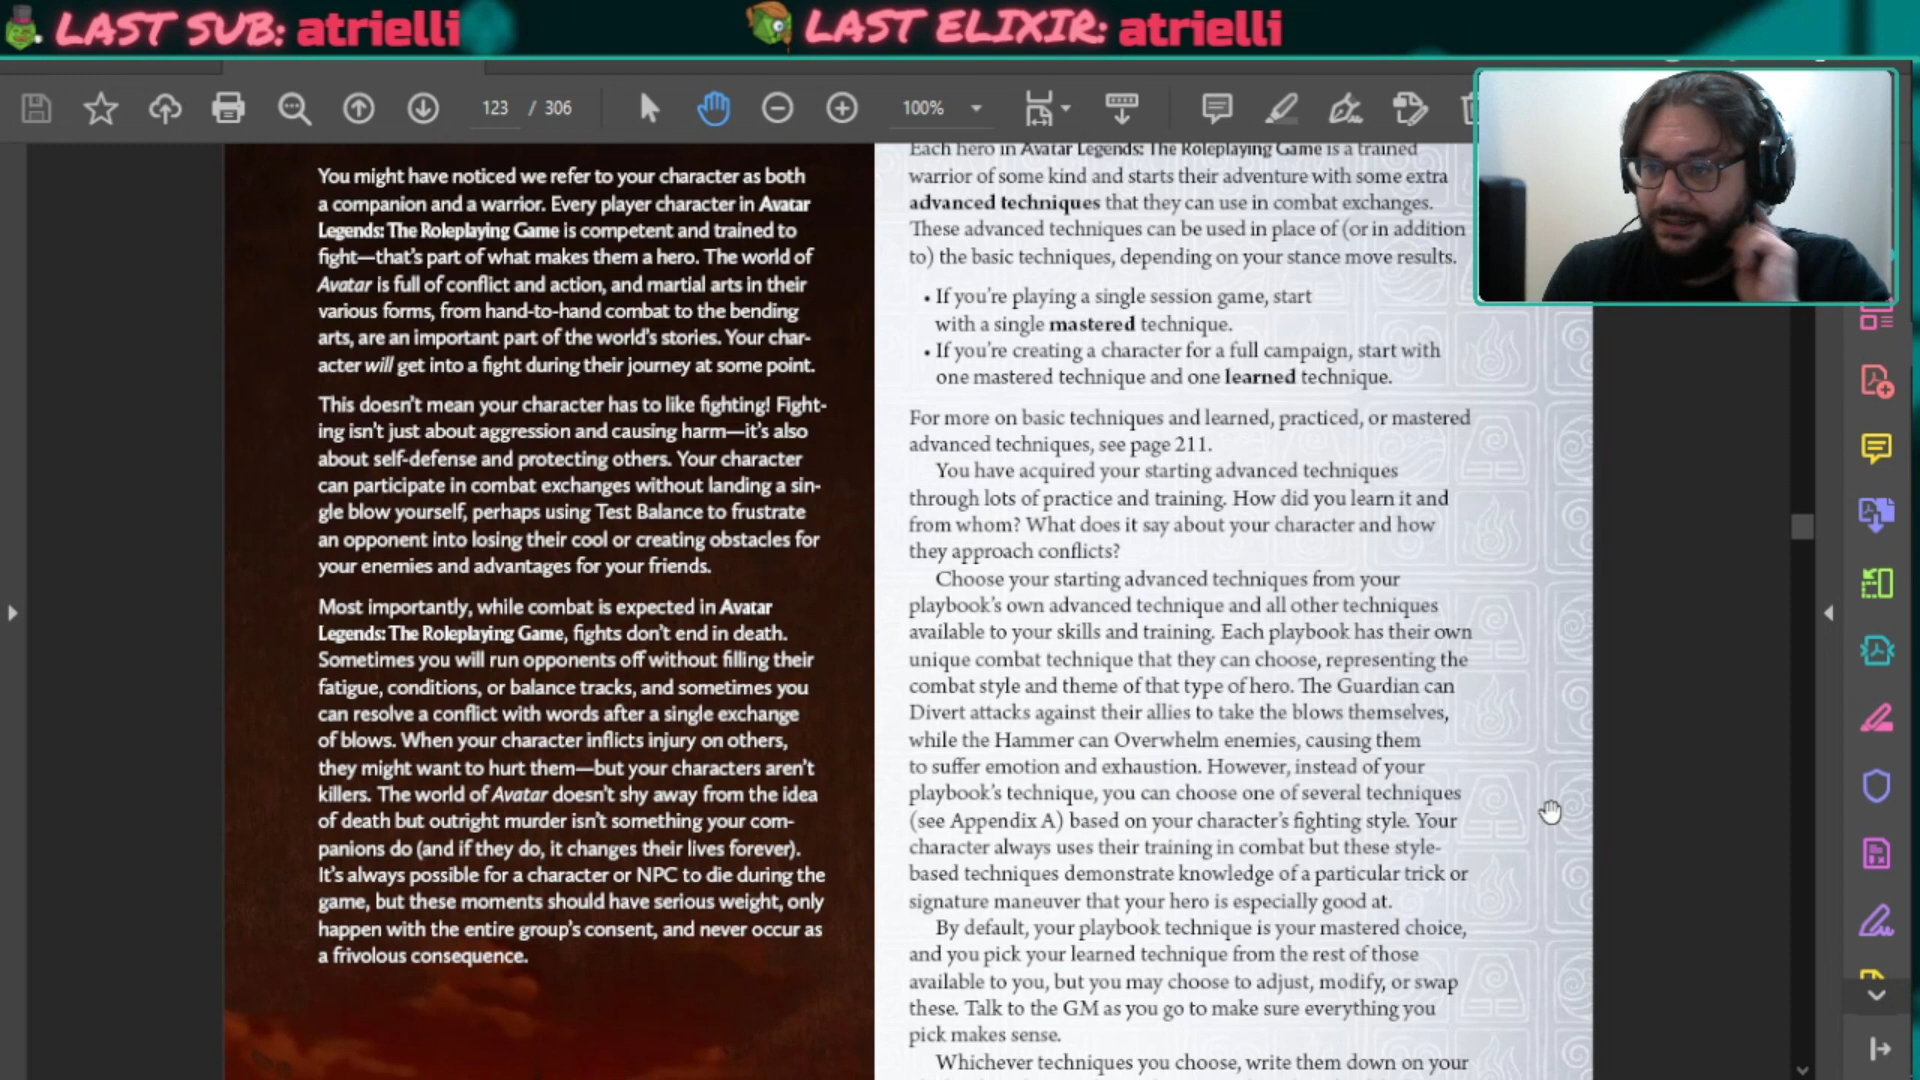 LAST SUB: atrielli
LAST ELIXIR: atrielli
123 / 306
100%
You might have noticed we refer to your character as both
a companion and a warrior. Every player character in Avatar
Legends: The Roleplaying Game is competent and trained to
fight—that's part of what makes them a hero. The world of
Avatar is full of conflict and action, and martial arts in their
various forms, from hand-to-hand combat to the bending
arts, are an important part of the world's stories. Your char-
acter will get into a fight during their journey at some point.
This doesn't mean your character has to like fighting! Fight-
ing isn't just about aggression and causing harm—it's also
about self-defense and protecting others. Your character
can participate in combat exchanges without landing a sin-
gle blow yourself, perhaps using Test Balance to frustrate
an opponent into losing their cool or creating obstacles for
your enemies and advantages for your friends.
Most importantly, while combat is expected in Avatar
Legends: The Roleplaying Game, fights don't end in death.
Sometimes you will run opponents off without filling their
fatigue, conditions, or balance tracks, and sometimes you
can resolve a conflict with words after a single exchange
of blows. When your character inflicts injury on others,
they might want to hurt them—but your characters aren't
killers. The world of Avatar doesn't shy away from the idea
of death but outright murder isn't something your com-
panions do (and if they do, it changes their lives forever).
It's always possible for a character or NPC to die during the
game, but these moments should have serious weight, only
happen with the entire group's consent, and never occur as
a frivolous consequence.
Each hero in Avatar Legends: The Roleplaying Game is a trained
warrior of some kind and starts their adventure with some extra
advanced techniques that they can use in combat exchanges.
These advanced techniques can be used in place of (or in addition
to) the basic techniques, depending on your stance move results.
• If you're playing a single session game, start
with a single mastered technique.
• If you're creating a character for a full campaign, start with
one mastered technique and one learned technique.
For more on basic techniques and learned, practiced, or mastered
advanced techniques, see page 211.
You have acquired your starting advanced techniques
through lots of practice and training. How did you learn it and
from whom? What does it say about your character and how
they approach conflicts?
Choose your starting advanced techniques from your
playbook's own advanced technique and all other techniques
available to your skills and training. Each playbook has their own
unique combat technique that they can choose, representing the
combat style and theme of that type of hero. The Guardian can
Divert attacks against their allies to take the blows themselves,
while the Hammer can Overwhelm enemies, causing them
to suffer emotion and exhaustion. However, instead of your
playbook's technique, you can choose one of several techniques
(see Appendix A) based on your character's fighting style. Your
character always uses their training in combat but these style-
based techniques demonstrate knowledge of a particular trick or
signature maneuver that your hero is especially good at.
By default, your playbook technique is your mastered choice,
and you pick your learned technique from the rest of those
available to you, but you may choose to adjust, modify, or swap
these. Talk to the GM as you go to make sure everything you
pick makes sense.
Whichever techniques you choose, write them down on your